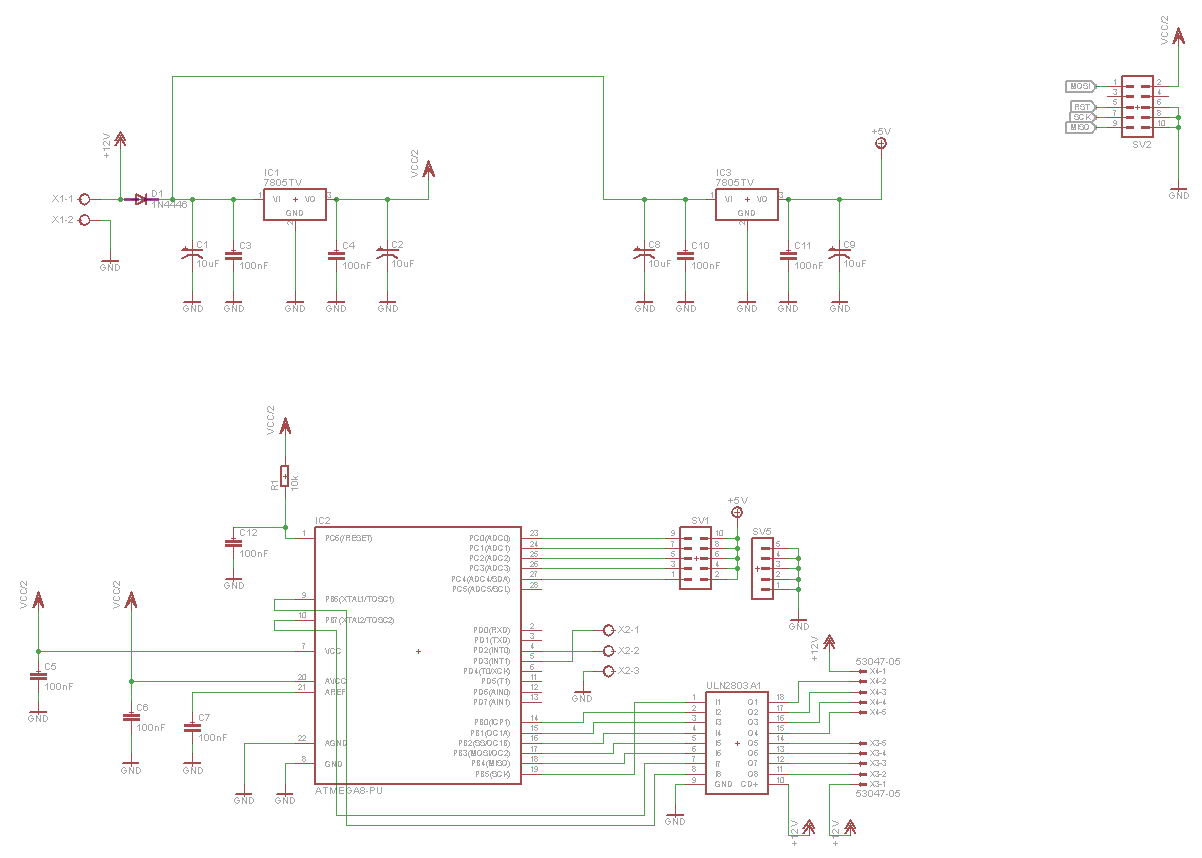 VCC/2
MOSI
1
2
3
4
RST
5
6
SCK
7
8
MISO
9
10
SV2
GND
+12V
X1-1
X1-2
GND
D1
1N4446
IC1
7805TV
1
VI
VO
3
GND
2
VCC/2
C1
10uF
C3
100nF
C4
100nF
C2
10uF
GND
GND
GND
GND
GND
+5V
IC3
7805TV
1
VI
VO
3
GND
2
C8
10uF
C10
100nF
C11
100nF
C9
10uF
GND
GND
GND
GND
GND
VCC/2
R1
10k
C12
100nF
GND
IC2
1
PC6(/RESET)
9
PB6(XTAL1/TOSC1)
10
PB7(XTAL2/TOSC2)
7
VCC
20
AVCC
21
AREF
22
AGND
8
GND
ATMEGA8-PU
PC0(ADC0)
23
PC1(ADC1)
24
PC2(ADC2)
25
PC3(ADC3)
26
PC4(ADC4/SDA)
27
PC5(ADC5/SCL)
28
PD0(RXD)
2
PD1(TXD)
3
PD2(INT0)
4
PD3(INT1)
5
PD4(T0/XCK)
6
PD5(T1)
11
PD6(AIN0)
12
PD7(AIN1)
13
PB0(ICP1)
14
PB1(OC1A)
15
PB2(SS/OC1B)
16
PB3(MOSI/OC2)
17
PB4(MISO)
18
PB5(SCK)
19
VCC/2
VCC/2
C5
100nF
GND
C6
100nF
GND
C7
100nF
GND
GND
GND
+5V
SV1
9
10
7
8
5
6
3
4
1
2
SV5
5
4
3
2
1
GND
X2-1
X2-2
X2-3
GND
ULN2803A1
1
I1
O1
18
2
I2
O2
17
3
I3
O3
16
4
I4
O4
15
5
I5
O5
14
6
I6
O6
13
7
I7
O7
12
8
I8
O8
11
9
GND
CD+
10
GND
+12V
53047-05
X4-1
X4-2
X4-3
X4-4
X4-5
X3-5
X3-4
X3-3
X3-2
X3-1
53047-05
+12V
+12V